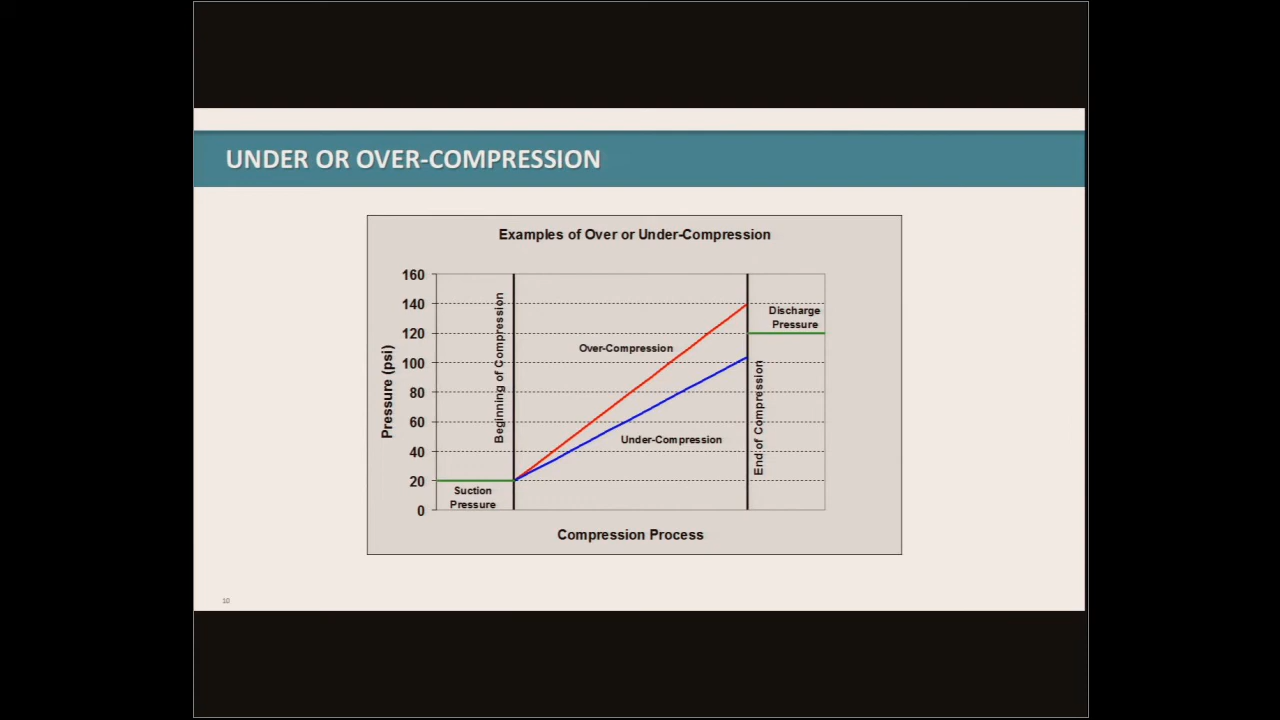 UNDER OR OVER-COMPRESSION
Examples of Over or Under-Compression
160
140
120
100
80
60
40
20
0
Pressure (psi)
Beginning of Compression
Over-Compression
Under-Compression
End of Compression
Discharge
Pressure
Suction
Pressure
Compression Process
10